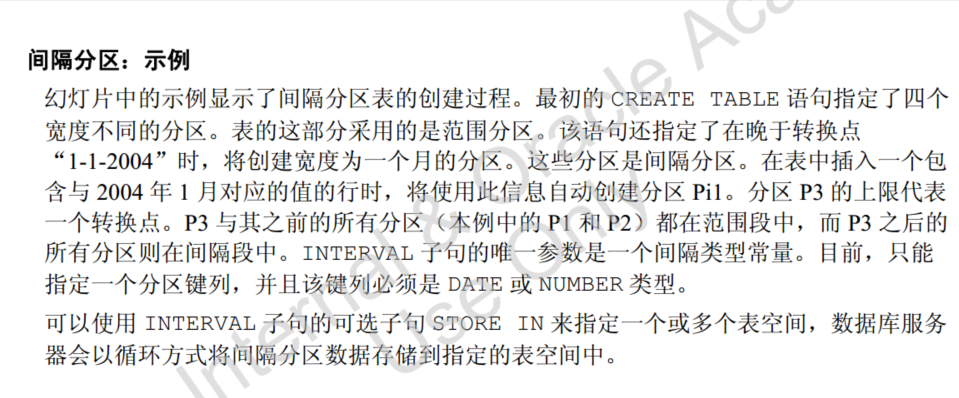 间隔分区：示例
幻灯片中的示例显示了间隔分区表的创建过程。最初的 CREATE TABLE 语句指定了四个
宽度不同的分区。表的这部分采用的是范围分区。该语句还指定了在晚于转换点
“1-1-2004”时，将创建宽度为一个月的分区。这些分区是间隔分区。在表中插入一个包
含与 2004 年 1 月对应的值的行时，将使用此信息自动创建分区 Pi1。分区 P3 的上限代表
一个转换点。P3 与其之前的所有分区（本例中的 P1 和 P2）都在范围段中，而 P3 之后的
所有分区则在间隔段中。INTERVAL 子句的唯一参数是一个间隔类型常量。目前，只能
指定一个分区键列，并且该键列必须是 DATE 或 NUMBER 类型。
可以使用 INTERVAL 子句的可选子句 STORE IN 来指定一个或多个表空间，数据库服务
器会以循环方式将间隔分区数据存储到指定的表空间中。
Internal & Oracle Aca
Use Only